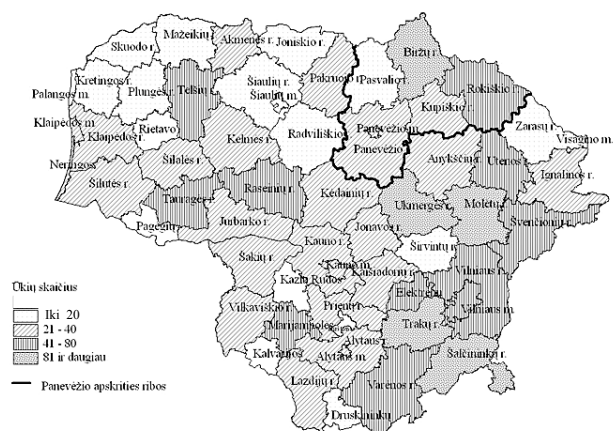 Skuodo r.
Mažeikių
Akmenės r.
Joniškio r.
Biržų r.
Kretingos r.
Palangos m.
Plungės r.
Telšių
Šiaulių r.
Šiaulių m.
Pakruojo
Pasvalio r.
Rokiškio r.
Kupiškio r.
Klaipėdos m.
Klaipėdos r.
Rietavo
Radviliškio
Panevėžio m.
Panevėžio
Zarasų r.
Visagino m.
Neringos
Šilalės r.
Kelmės r.
Anykščių
Utenos r.
Ignalinos r.
Šilutės r.
Tauragės r.
Raseinių r.
Kėdainių r.
Ukmergės r.
Molėtų r.
Švenčionių r.
Pagėgių
Jurbarko r.
Jonavos r.
Kauno r.
Širvintų r.
Šakių r.
Kauno m.
Kaišiadorių r.
Vilniaus r.
Kazlų Rūdos
Elektrėnų
Vilkaviškio r.
Prienų r.
Vilniaus m.
Marijampolės
Trakų r.
Kalvarijos
Alytaus r.
Alytaus m.
Šalčininkų r.
Lazdijų r.
Varėnos r.
Druskininkų
Ūkių skaičius
Iki 20
21 - 40
41 - 80
81 ir daugiau
Panevėžio apskrities ribos